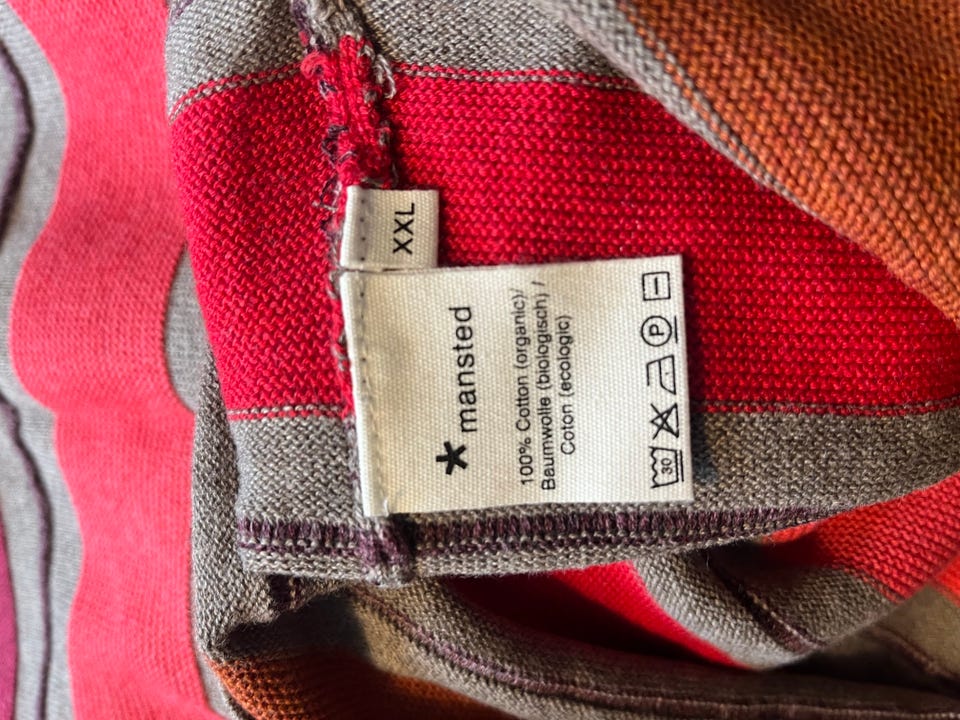 XXL
* mansted
100% Cotton (organic)/
Baumwolle (biologisch) /
Coton (ecologic)
30 P